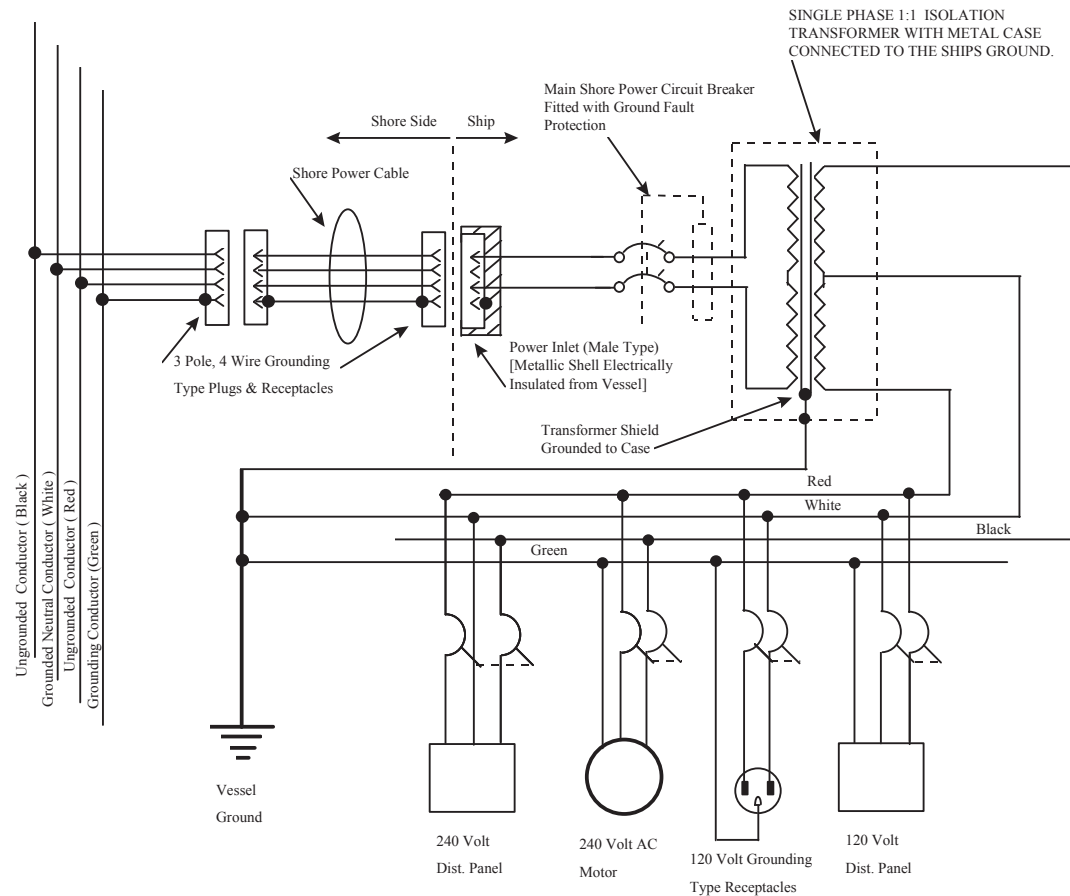 SINGLE PHASE 1:1 ISOLATION
TRANSFORMER WITH METAL CASE
CONNECTED TO THE SHIPS GROUND.
Main Shore Power Circuit Breaker
Fitted with Ground Fault
Protection
Shore Side
Ship
Shore Power Cable
3 Pole, 4 Wire Grounding
Type Plugs & Receptacles
Power Inlet (Male Type)
[Metallic Shell Electrically
Insulated from Vessel]
Transformer Shield
Grounded to Case
Red
White
Black
Green
Ungrounded Conductor ( Black )
Grounded Neutral Conductor ( White )
Ungrounded Conductor ( Red )
Grounding Conductor (Green)
Vessel
Ground
240 Volt
Dist. Panel
240 Volt AC
Motor
120 Volt Grounding
Type Receptacles
120 Volt
Dist. Panel